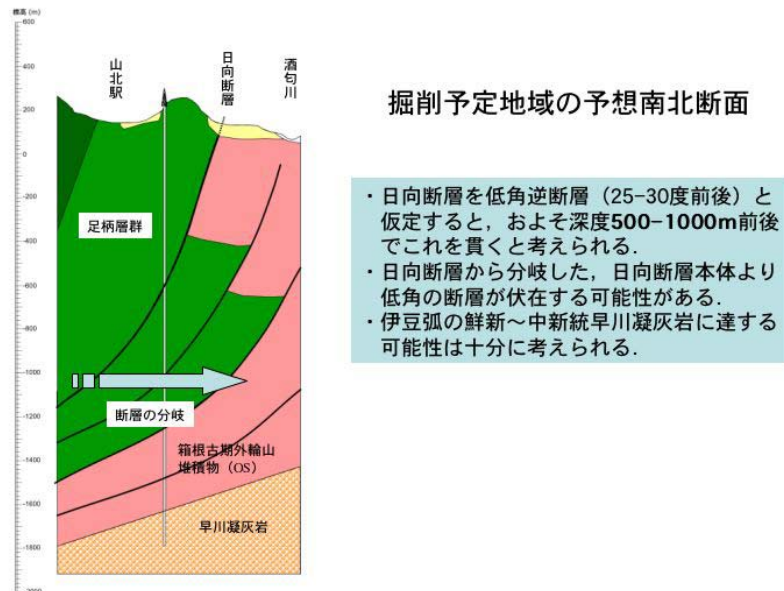 標高 (m)
600
400
200
0
-200
-400
-600
-800
-1000
-1200
-1400
-1600
-1800
-2000
山北駅
日向断層
酒匂川
足柄層群
断層の分岐
箱根古期外輪山
堆積物（OS）
早川凝灰岩
掘削予定地域の予想南北断面
・日向断層を低角逆断層（25-30度前後）と
仮定すると，およそ深度500-1000m前後
でこれを貫くと考えられる．
・日向断層から分岐した，日向断層本体より
低角の断層が伏在する可能性がある．
・伊豆弧の鮮新～中新統早川凝灰岩に達する
可能性は十分に考えられる．